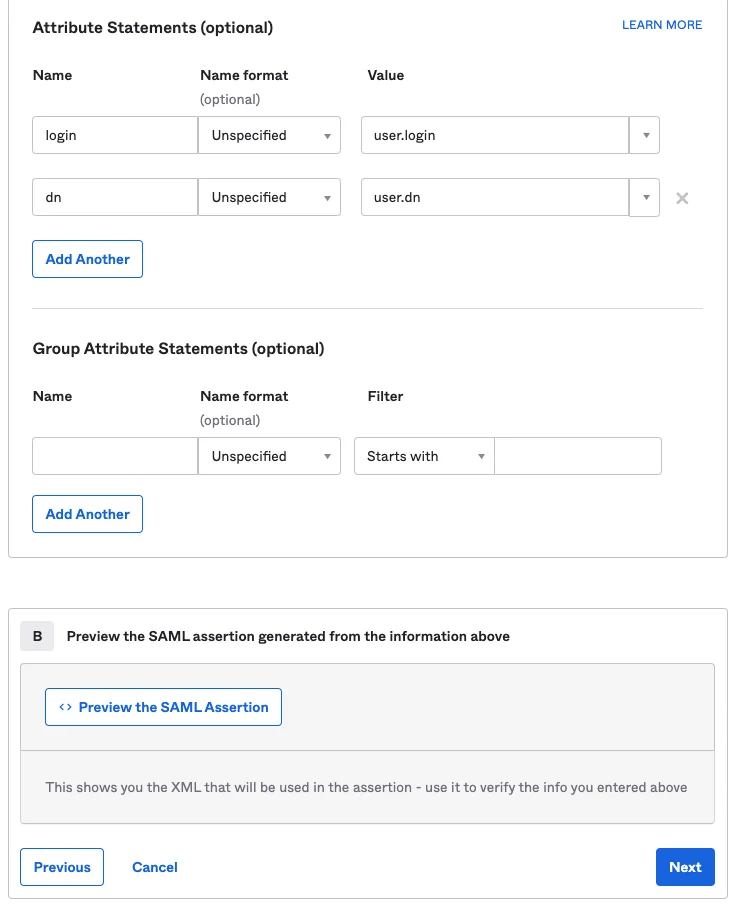 Attribute Statements (optional)
LEARN MORE
Name Name format Value
(optional)
login Unspecified user.login
dn Unspecified user.dn
Add Another
Group Attribute Statements (optional)
Name Name format Filter
(optional)
Unspecified Starts with
Add Another
B Preview the SAML assertion generated from the information above
<> Preview the SAML Assertion
This shows you the XML that will be used in the assertion - use it to verify the info you entered above
Previous Cancel Next